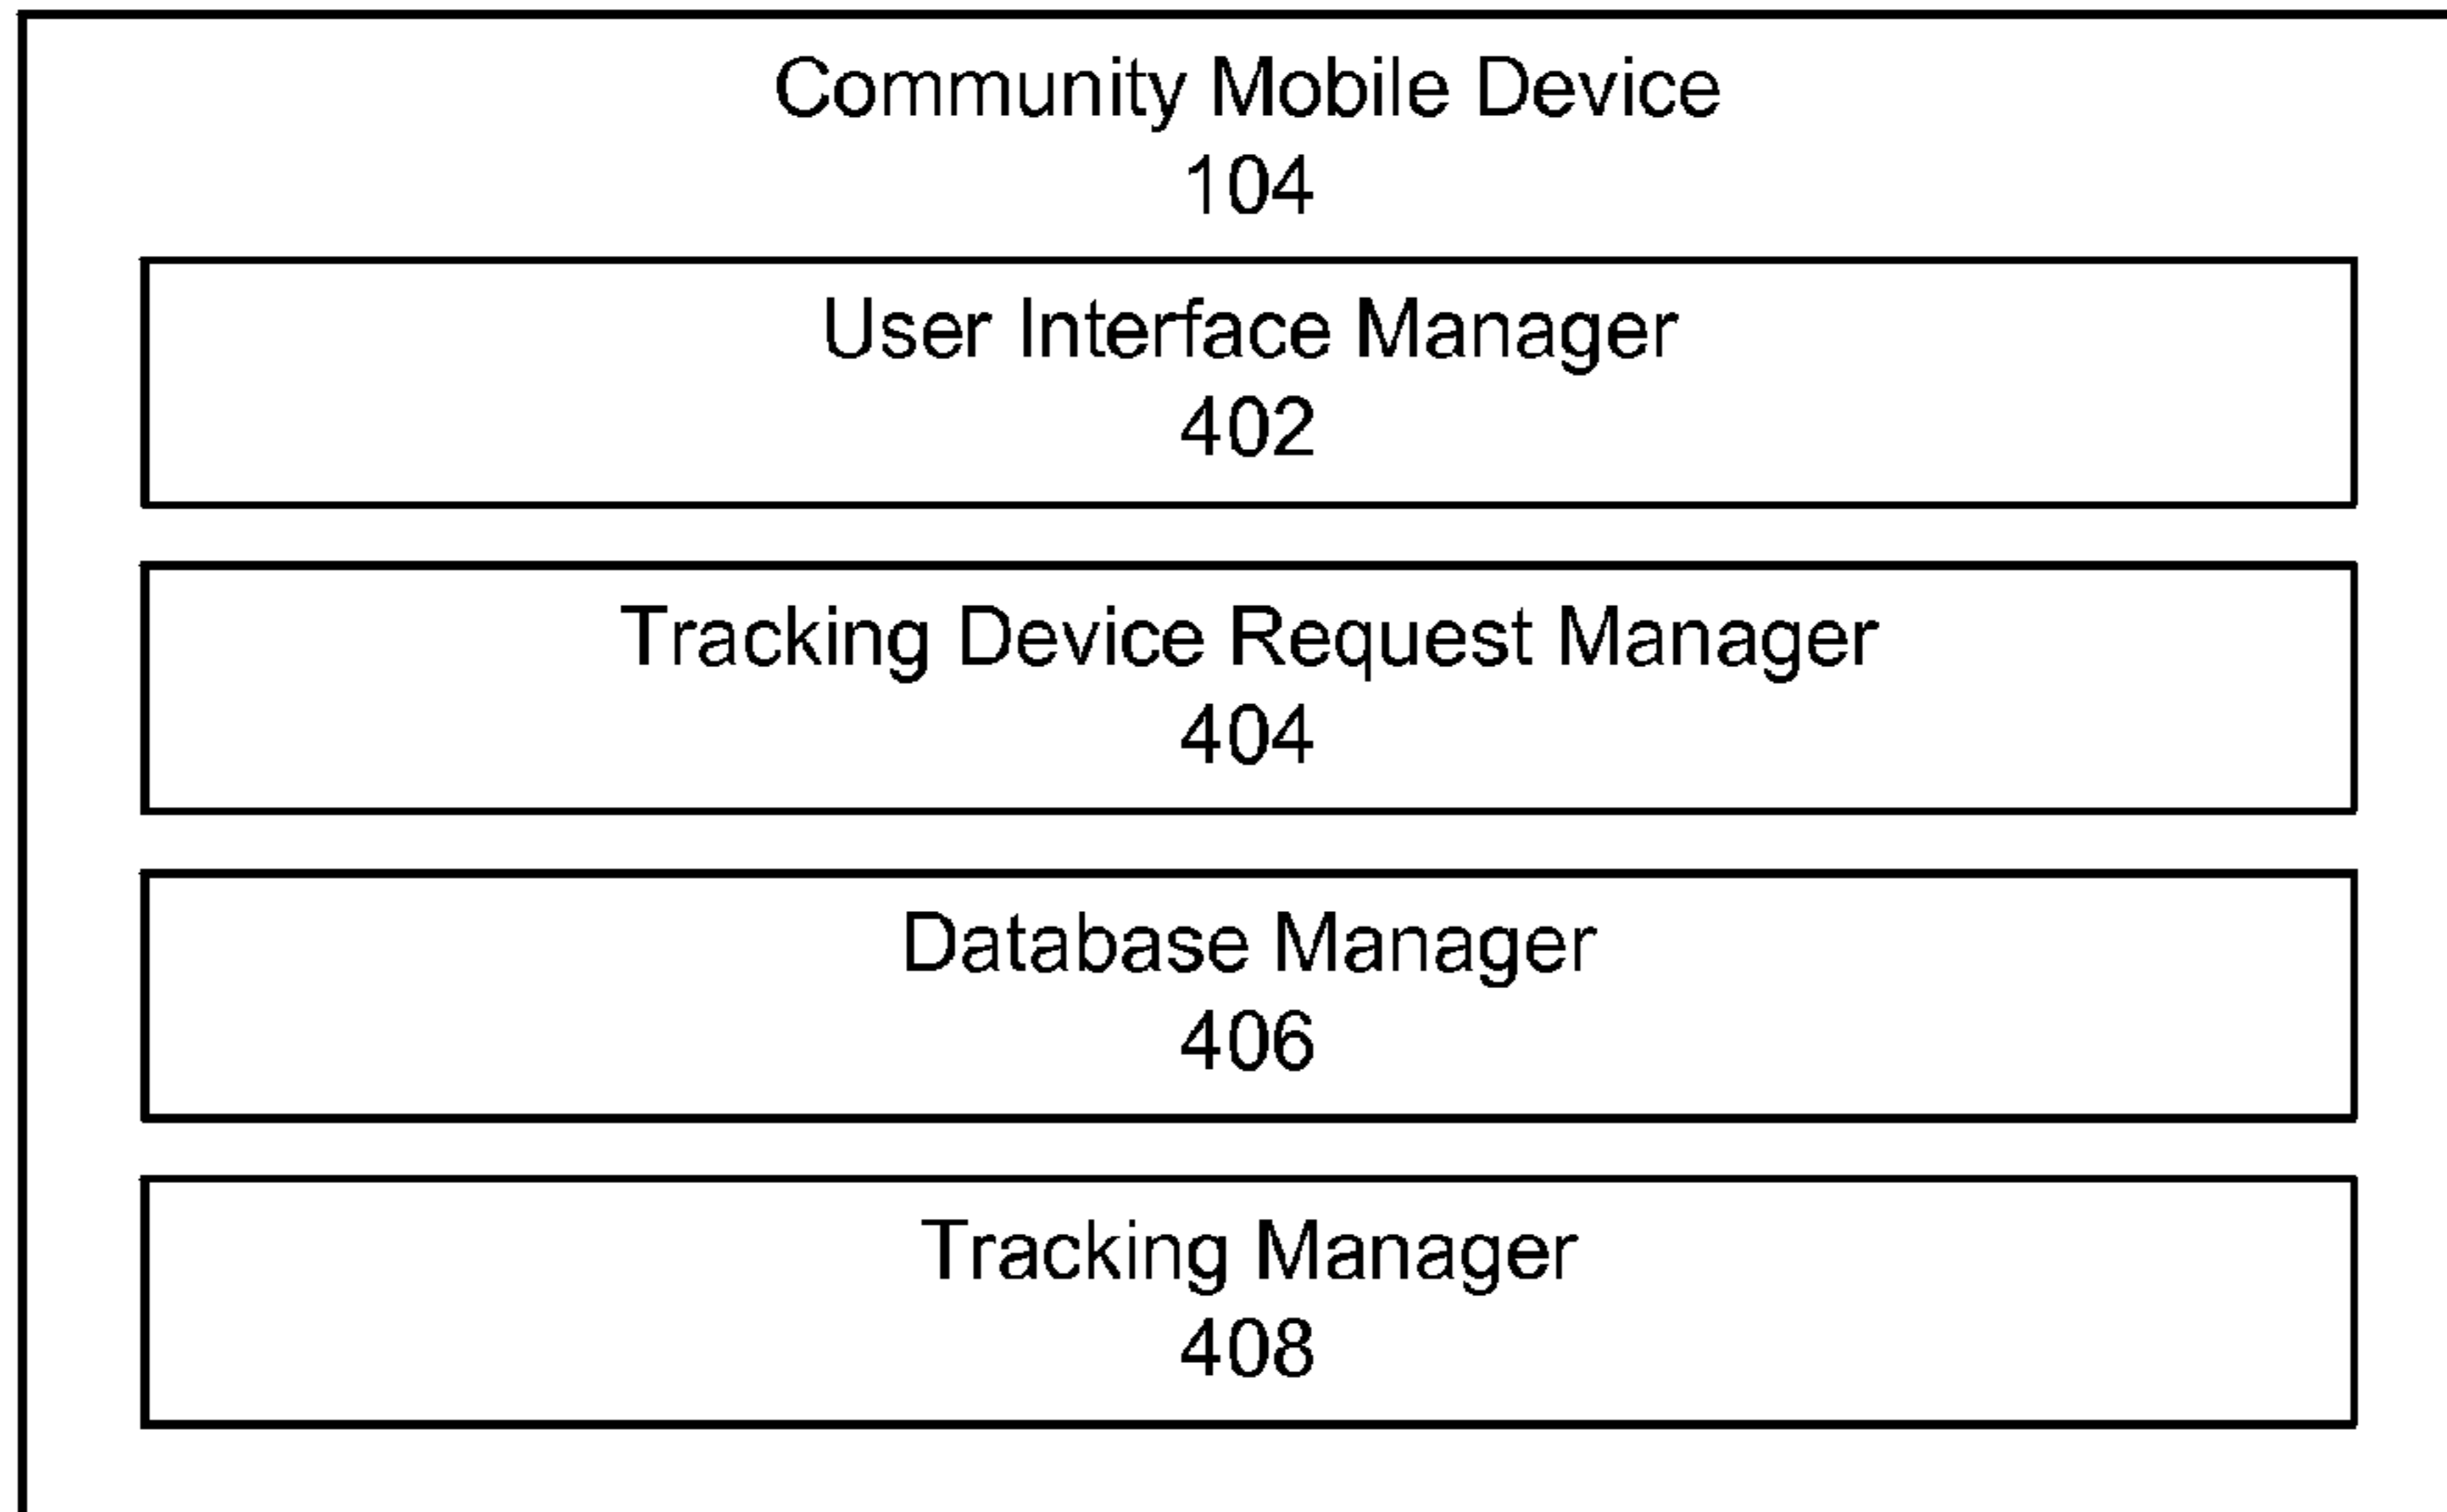 Community Mobile Device
104
User Interface Manager
402
Tracking Device Request Manager
404
Database Manager
406
Tracking Manager
408